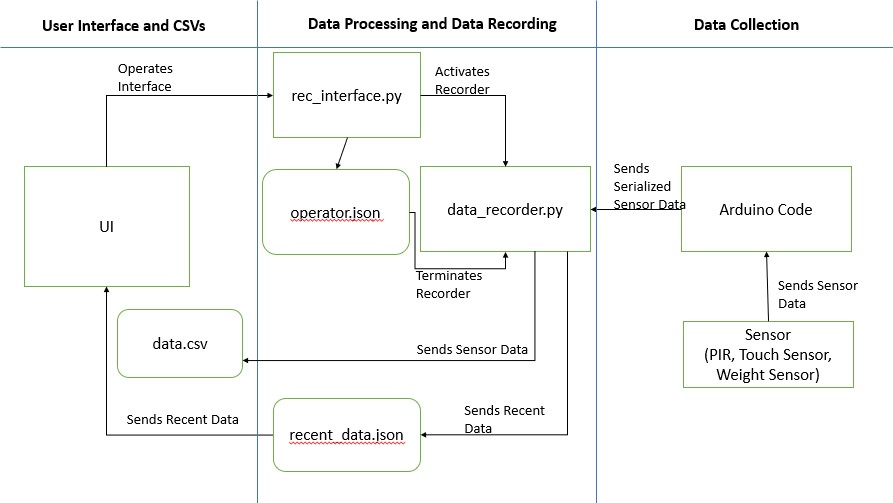 User Interface and CSVs
Data Processing and Data Recording
Data Collection
Operates
Interface
rec_interface.py
Activates
Recorder
UI
operator.json
data_recorder.py
Sends
Serialized
Sensor Data
Arduino Code
Terminates
Recorder
Sends Sensor
Data
data.csv
Sends Sensor Data
Sensor
(PIR, Touch Sensor,
Weight Sensor)
Sends Recent Data
recent_data.json
Sends Recent
Data